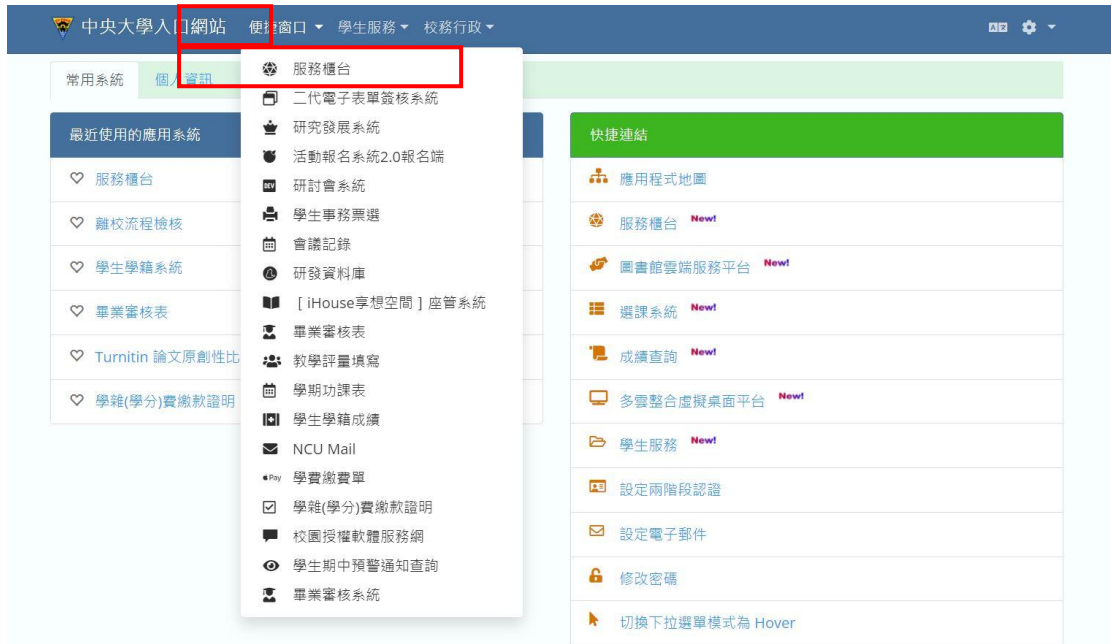 中央大學入口網站 便捷窗口 學生服務 校務行政
常用系統 個人資訊
服務櫃台
二代電子表單簽核系統
研究發展系統
活動報名系統2.0報名端
研討會系統
學生事務票選
會議記錄
研發資料庫
[ iHouse享想空間 ] 座管系統
畢業審核表
教學評量填寫
學期功課表
學生學籍成績
NCU Mail
Pay 學費繳費單
學雜(學分)費繳款證明
校園授權軟體服務網
學生期中預警通知查詢
畢業審核系統
最近使用的應用系統
服務櫃台
離校流程檢核
學生學籍系統
畢業審核表
Turnitin 論文原創性比
學雜(學分)費繳款證明
快捷連結
應用程式地圖
服務櫃台 New!
圖書館雲端服務平台 New!
選課系統 New!
成績查詢 New!
多雲整合虛擬桌面平台 New!
學生服務 New!
設定兩階段認證
設定電子郵件
修改密碼
切換下拉選單模式為 Hover